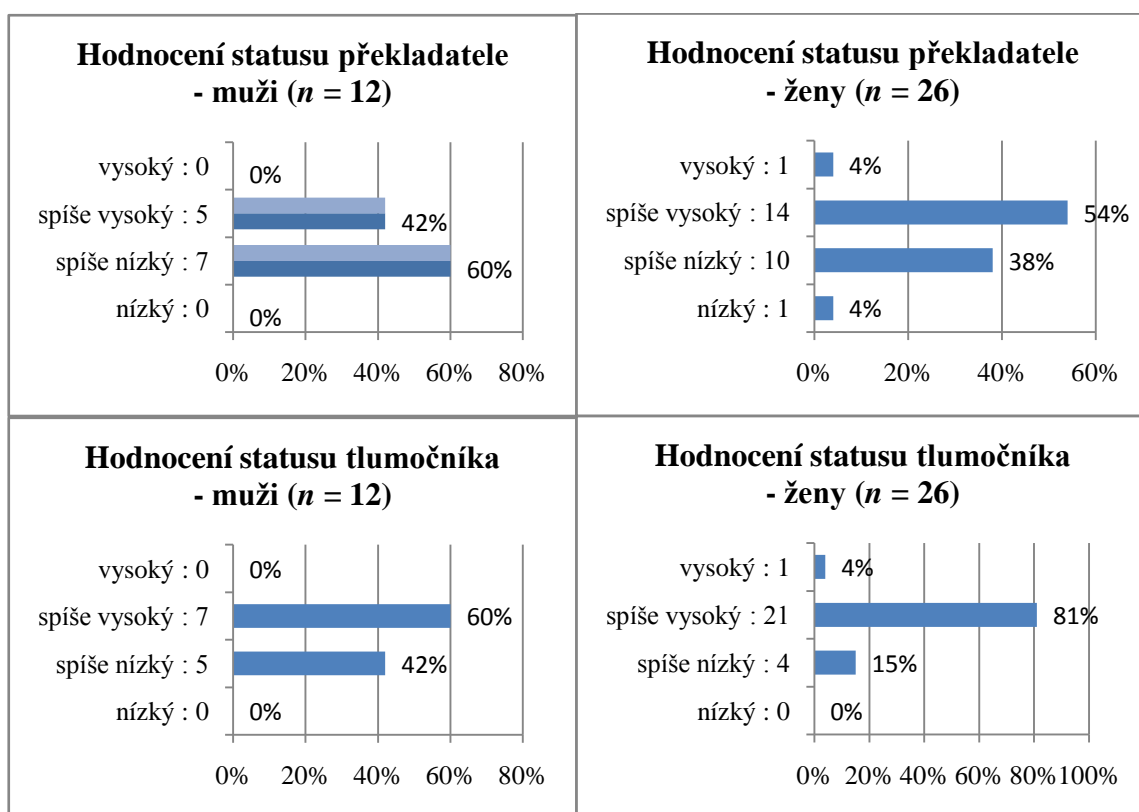 Hodnocení statusu překladatele
- muži (n = 12)
vysoký : 0
0%
spíše vysoký : 5
42%
spíše nízký : 7
60%
nízký : 0
0%
0% 20% 40% 60% 80%
Hodnocení statusu překladatele
- ženy (n = 26)
vysoký : 1
4%
spíše vysoký : 14
54%
spíše nízký : 10
38%
nízký : 1
4%
0% 20% 40% 60%
Hodnocení statusu tlumočníka
- muži (n = 12)
vysoký : 0
0%
spíše vysoký : 7
60%
spíše nízký : 5
42%
nízký : 0
0%
0% 20% 40% 60% 80%
Hodnocení statusu tlumočníka
- ženy (n = 26)
vysoký : 1
4%
spíše vysoký : 21
81%
spíše nízký : 4
15%
nízký : 0
0%
0% 20% 40% 60% 80% 100%